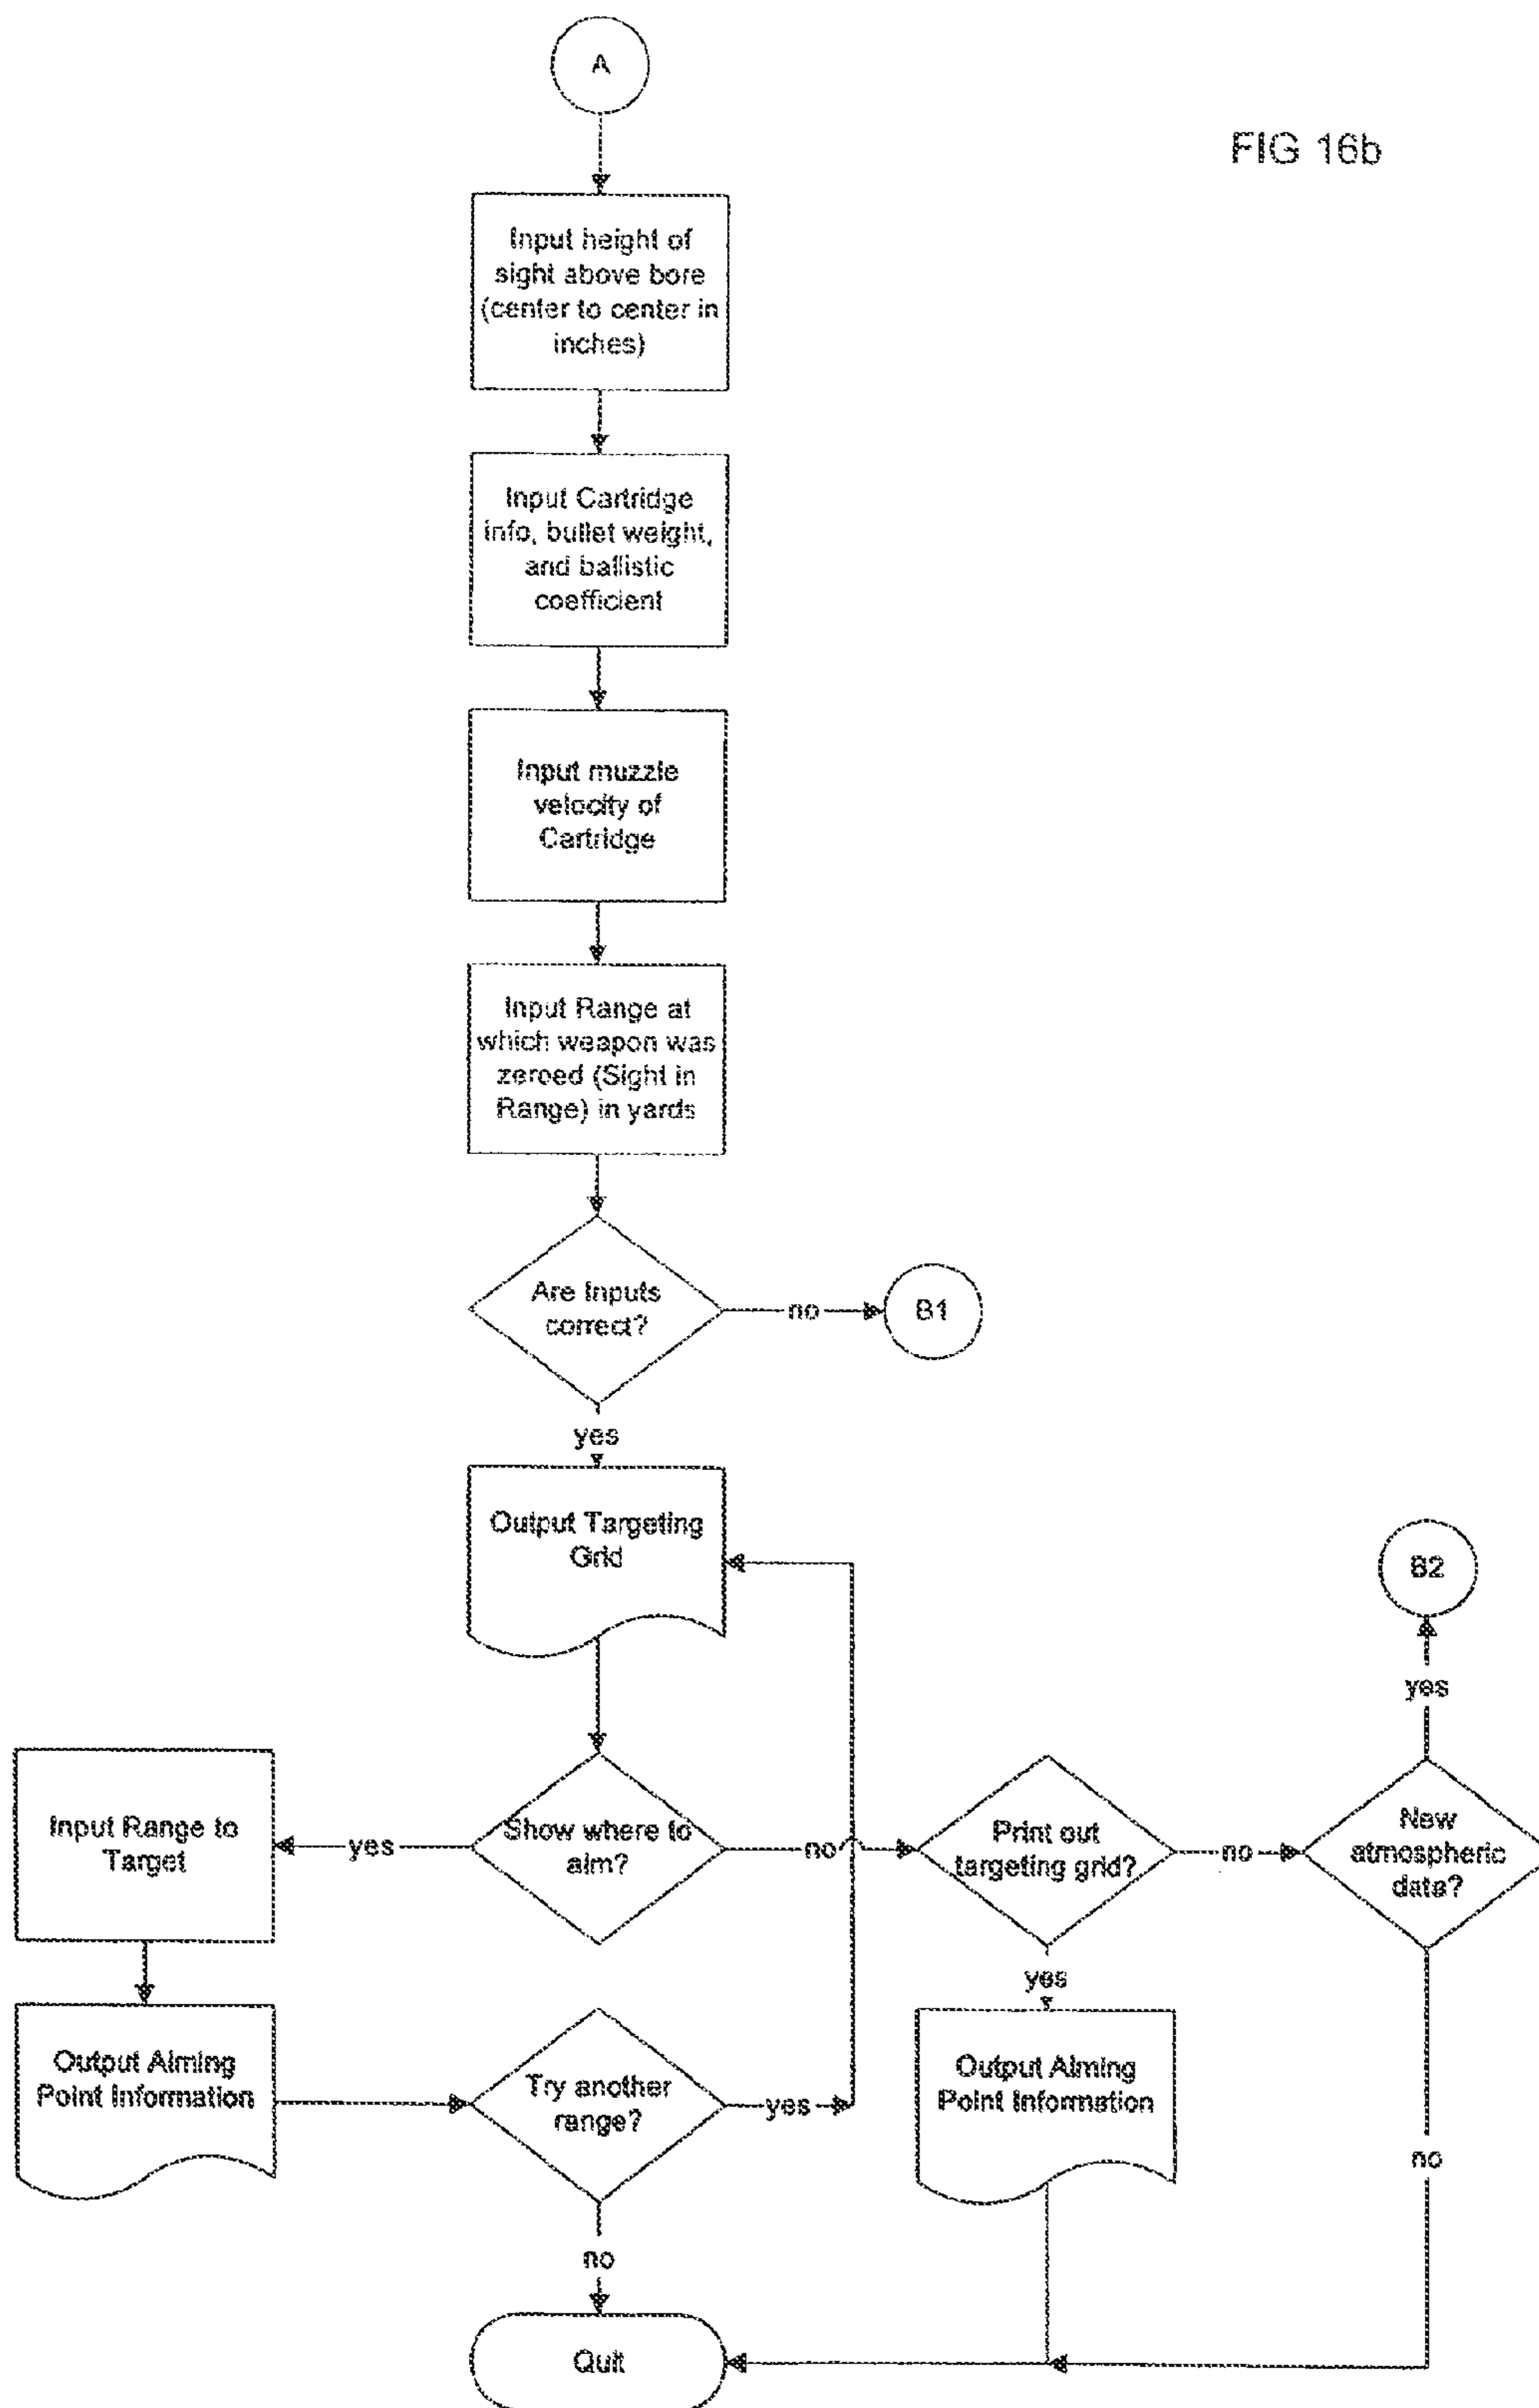 A
FIG 16b
Input height of
sight above bore
(center to center in
inches)
Input Cartridge
info, bullet weight,
and ballistic
coefficient
Input muzzle
velocity of
Cartridge
Input Range at
which weapon was
zeroed (Sight in
Range) in yards
Are Inputs
correct?
no
B1
yes
Output Targeting
Grid
B2
yes
Input Range to
Target
yes
Show where to
aim?
no
Print out
targeting grid?
no
New
atmospheric
data?
yes
Output Aiming
Point Information
Try another
range?
yes
Output Aiming
Point Information
no
no
Quit